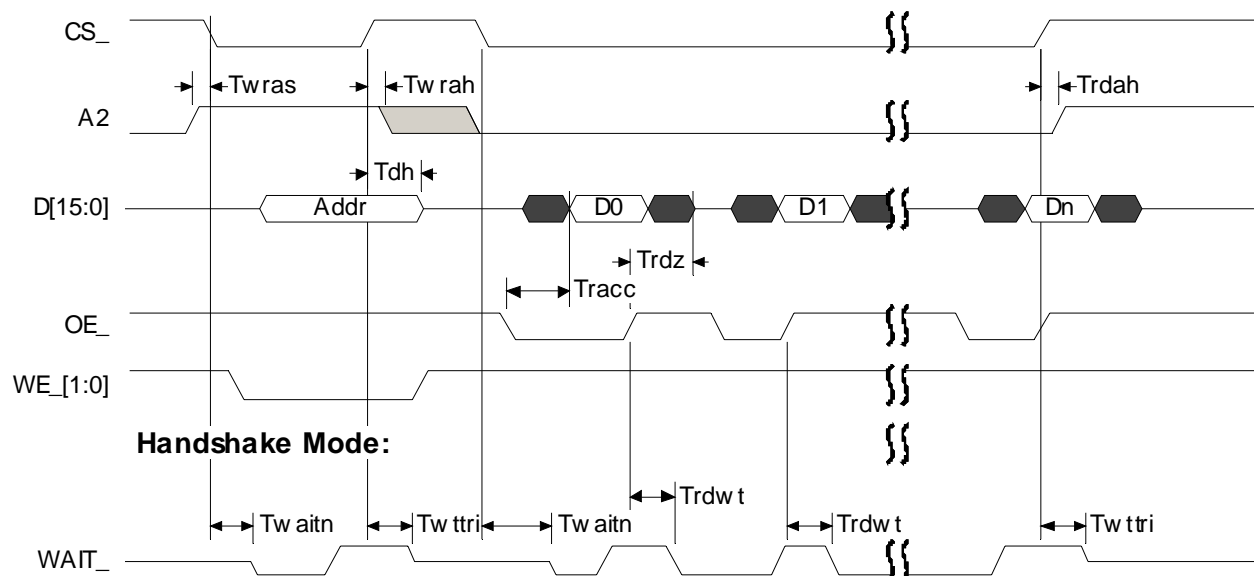 CS_
Twras
Twrah
Trdah
A2
Tdh
D[15:0]
Addr
D0
D1
Dn
Trdz
Tracc
OE_
WE_[1:0]
Handshake Mode:
Trdwt
Twaitn
Twttri
Twaitn
Trdwt
Twttri
WAIT_